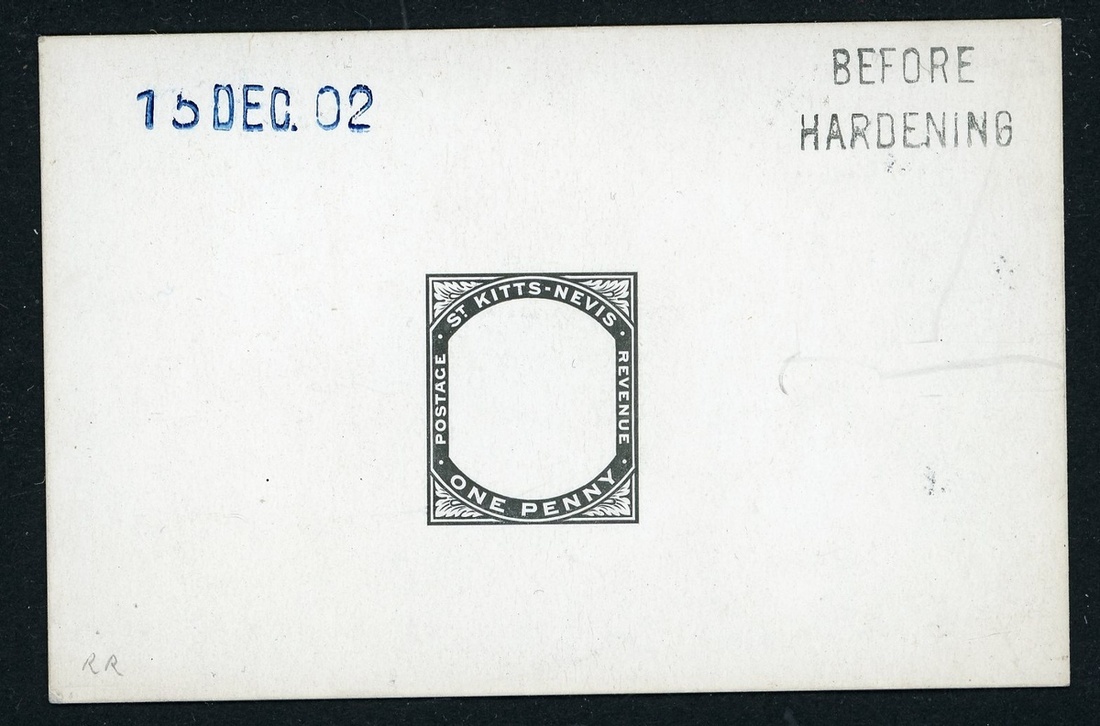 15 DEC. 02
BEFORE
HARDENING
ST KITTS-NEVIS
POSTAGE
REVENUE
ONE PENNY
RR